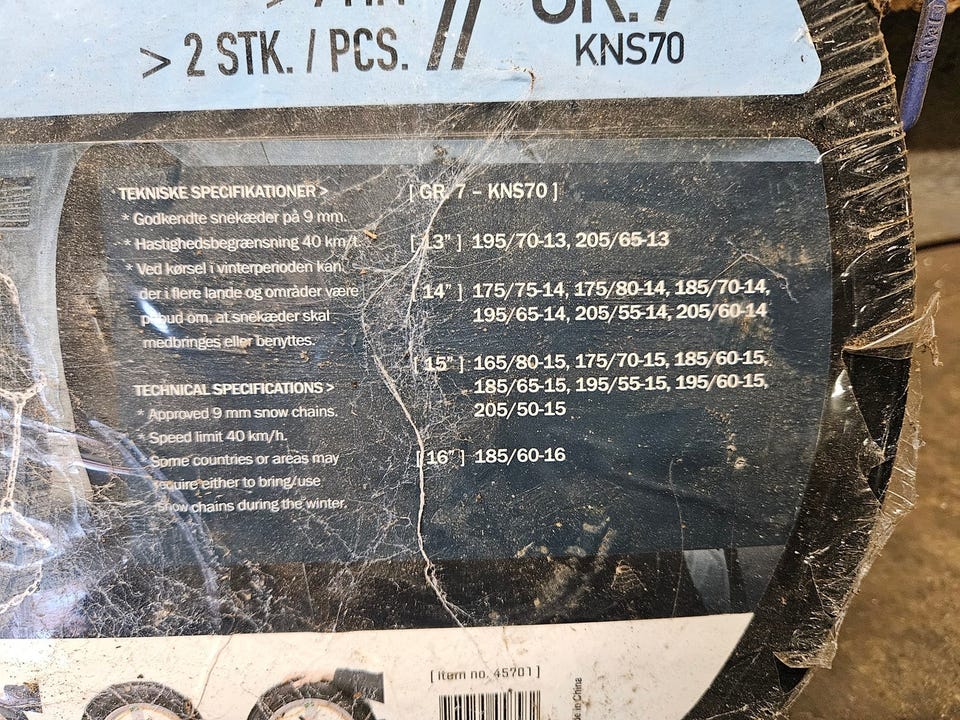 > 2 STK. / PCS. //
GR. 7
KNS70
TEKNISKE SPECIFIKATIONER >
* Godkendte snekæder på 9 mm.
* Hastighedsbegrænsning 40 km/t.
* Ved kørsel i vinterperioden kan
der i flere lande og områder være
påbud om, at snekæder skal
medbringes eller benyttes.
TECHNICAL SPECIFICATIONS >
* Approved 9 mm snow chains.
* Speed limit 40 km/h.
* Some countries or areas may
require either to bring/use
snow chains during the winter.
[ GR. 7 – KNS70 ]
[ 13" ] 195/70-13, 205/65-13
[ 14" ] 175/75-14, 175/80-14, 185/70-14,
195/65-14, 205/55-14, 205/60-14
[ 15" ] 165/80-15, 175/70-15, 185/60-15,
185/65-15, 195/55-15, 195/60-15,
205/50-15
[ 16" ] 185/60-16
[ Item no. 45701 ]
in China